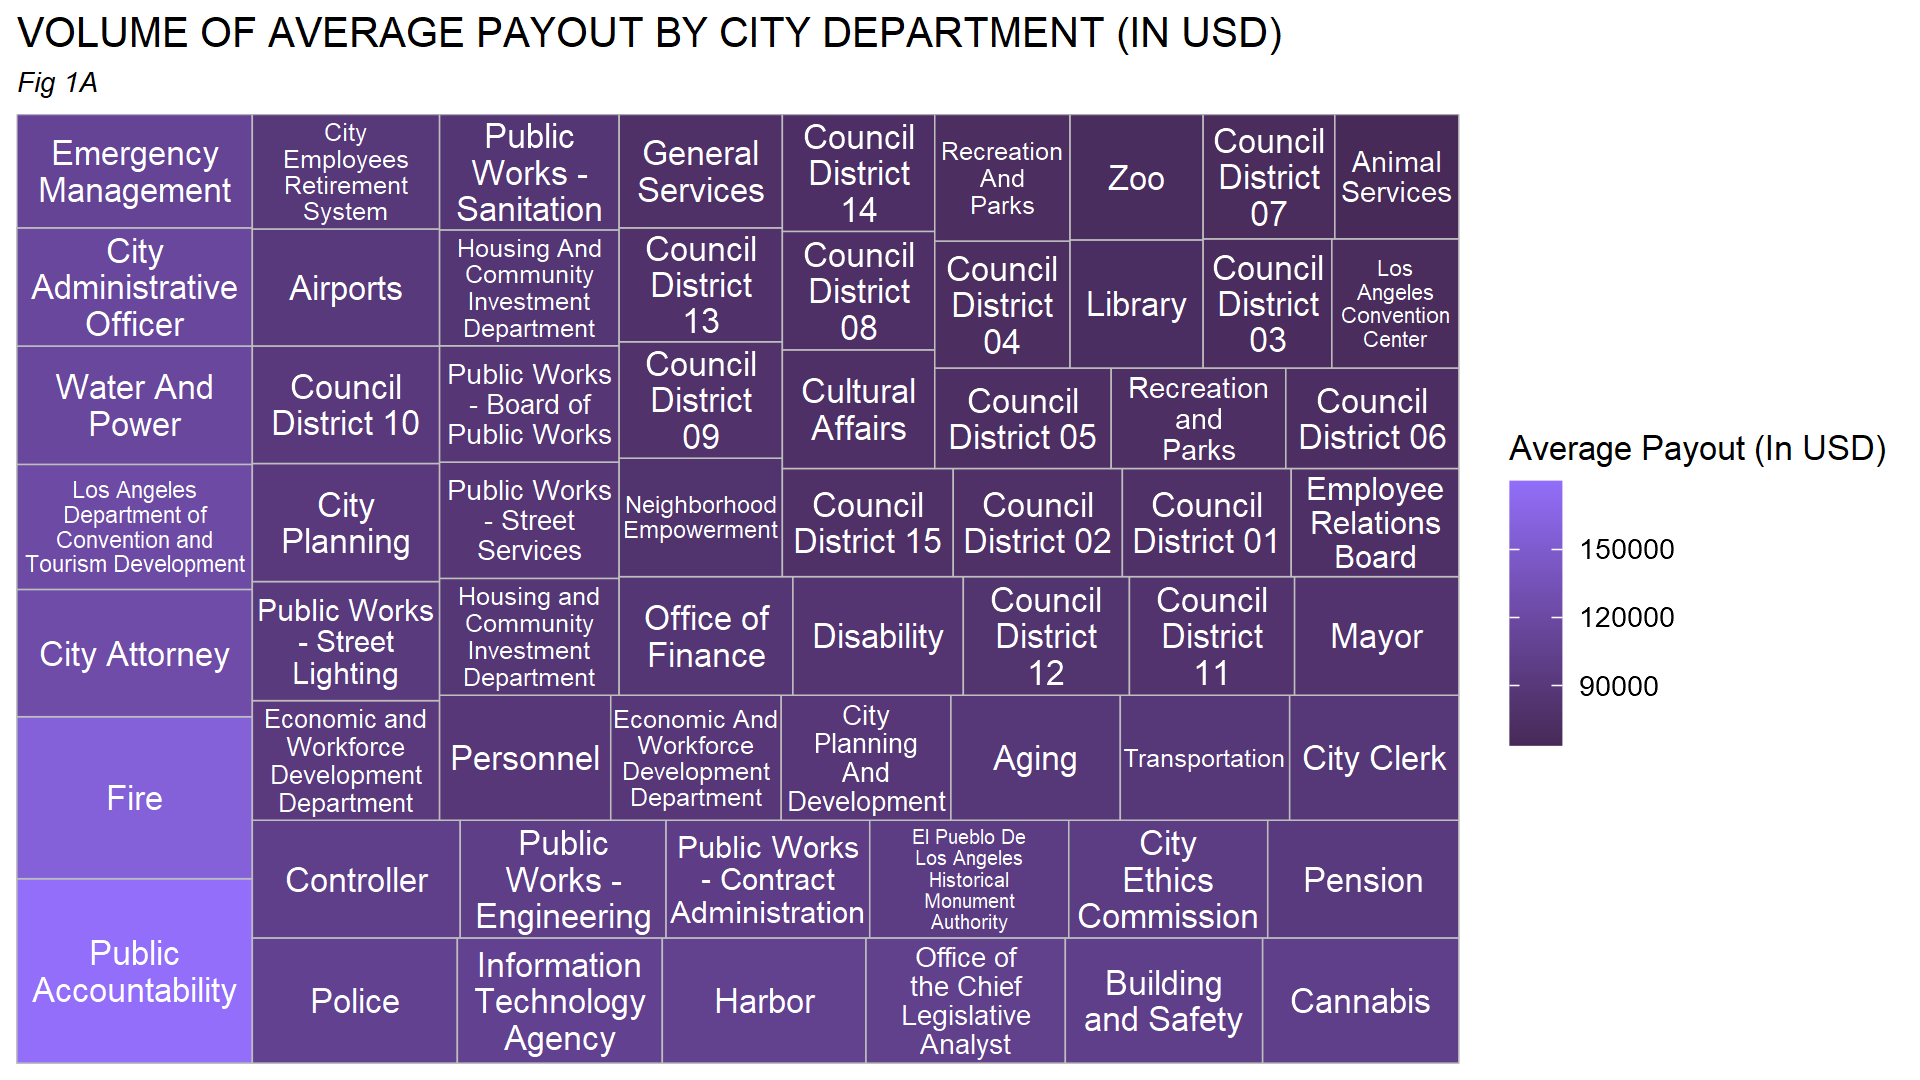 VOLUME OF AVERAGE PAYOUT BY CITY DEPARTMENT (IN USD)
Fig 1A
Emergency
Management
City
Employees
Retirement
System
Public
Works -
Sanitation
General
Services
Council
District
14
Recreation
And
Parks
Zoo
Council
District
07
Animal
Services
City
Administrative
Officer
Airports
Housing And
Community
Investment
Department
Council
District
13
Council
District
08
Council
District
04
Library
Council
District
03
Los
Angeles
Convention
Center
Water And
Power
Council
District 10
Public Works
- Board of
Public Works
Council
District
09
Cultural
Affairs
Council
District 05
Recreation
and
Parks
Council
District 06
Los Angeles
Department of
Convention and
Tourism Development
City
Planning
Public Works
- Street
Services
Neighborhood
Empowerment
Council
District 15
Council
District 02
Council
District 01
Employee
Relations
Board
City Attorney
Public Works
- Street
Lighting
Housing and
Community
Investment
Department
Office of
Finance
Disability
Council
District
12
Council
District
11
Mayor
Fire
Economic and
Workforce
Development
Department
Personnel
Economic And
Workforce
Development
Department
City
Planning
And
Development
Aging
Transportation
City Clerk
Controller
Public
Works -
Engineering
Public Works
- Contract
Administration
El Pueblo De
Los Angeles
Historical
Monument
Authority
City
Ethics
Commission
Pension
Public
Accountability
Police
Information
Technology
Agency
Harbor
Office of
the Chief
Legislative
Analyst
Building
and Safety
Cannabis
Average Payout (In USD)
150000
120000
90000